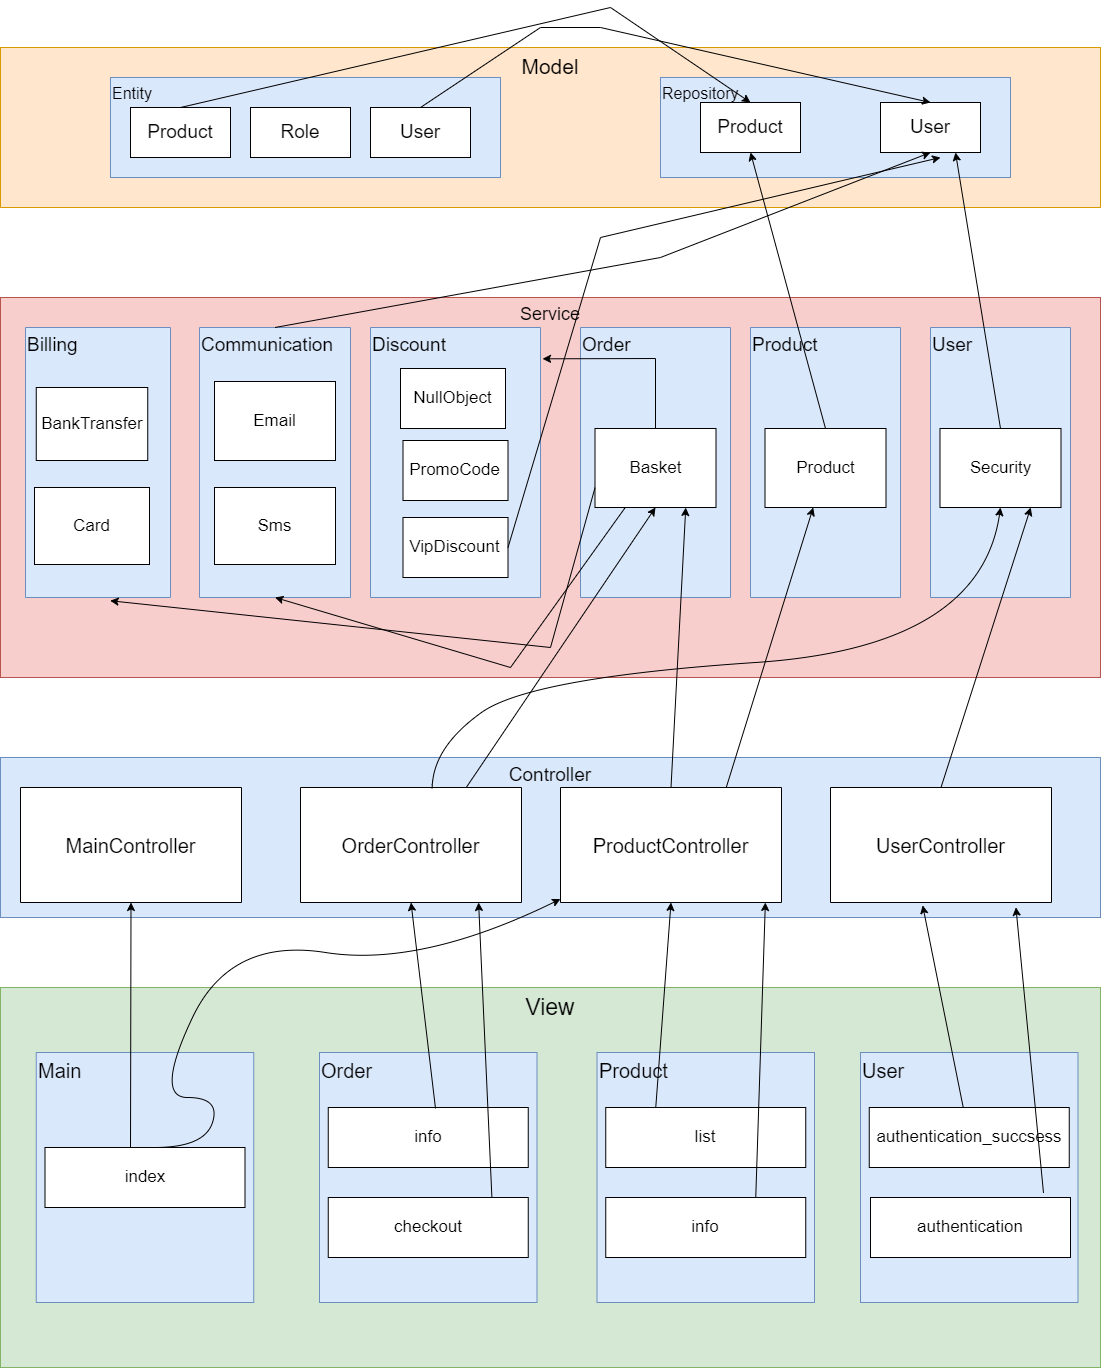 Model
Entity
Product
Role
User
Repository
Product
User
Service
Billing
BankTransfer
Card
Communication
Email
Sms
Discount
NullObject
PromoCode
VipDiscount
Order
Basket
Product
Product
User
Security
Controller
MainController
OrderController
ProductController
UserController
View
Main
index
Order
info
checkout
Product
list
info
User
authentication_succsess
authentication